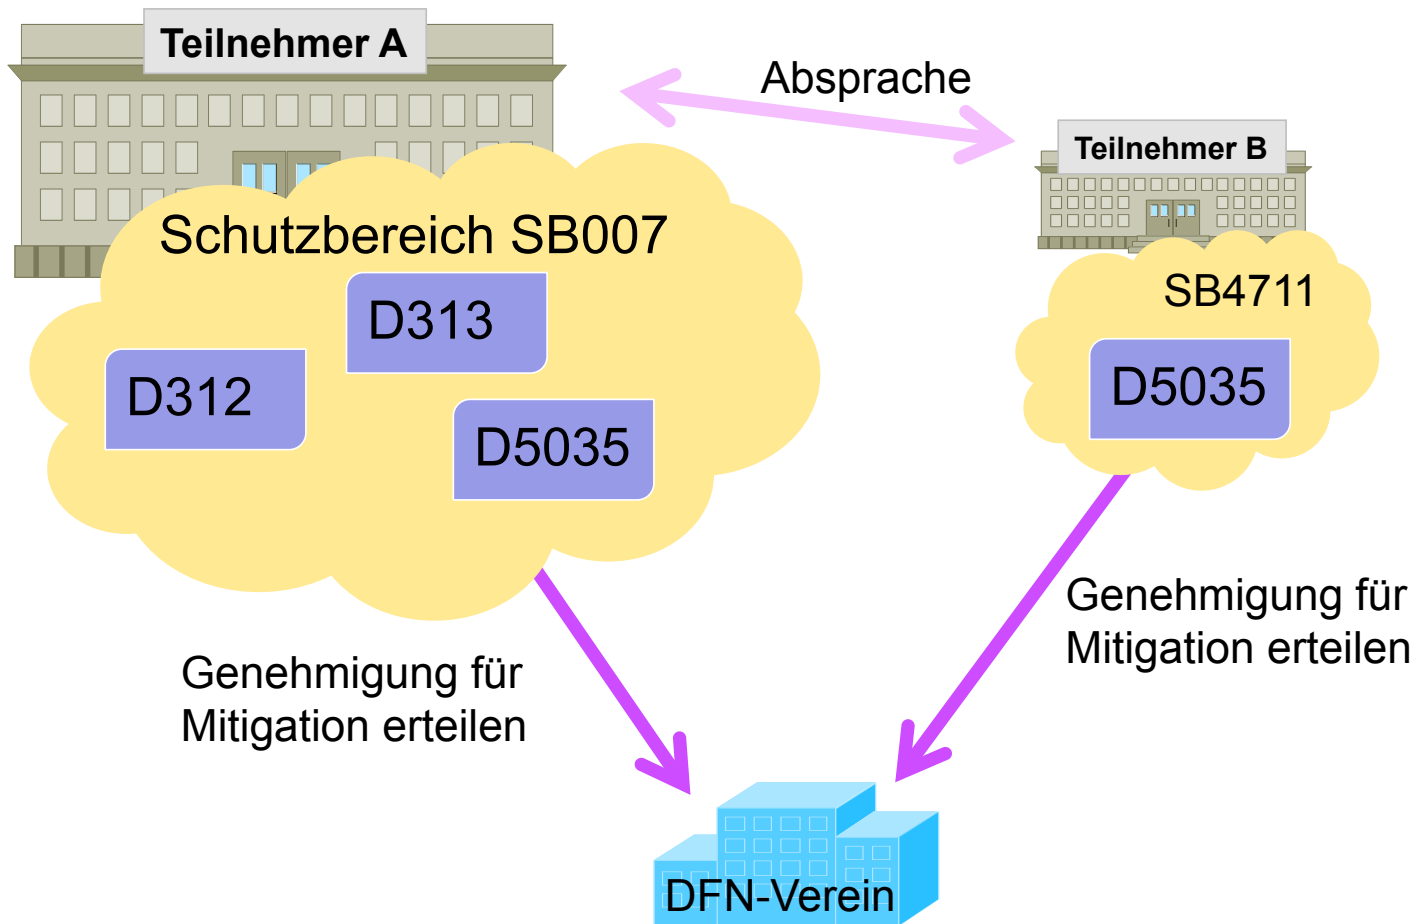 Teilnehmer A
Absprache
Teilnehmer B
Schutzbereich SB007
D313
D312
D5035
SB4711
D5035
Genehmigung für
Mitigation erteilen
Genehmigung für
Mitigation erteilen
DFN-Verein